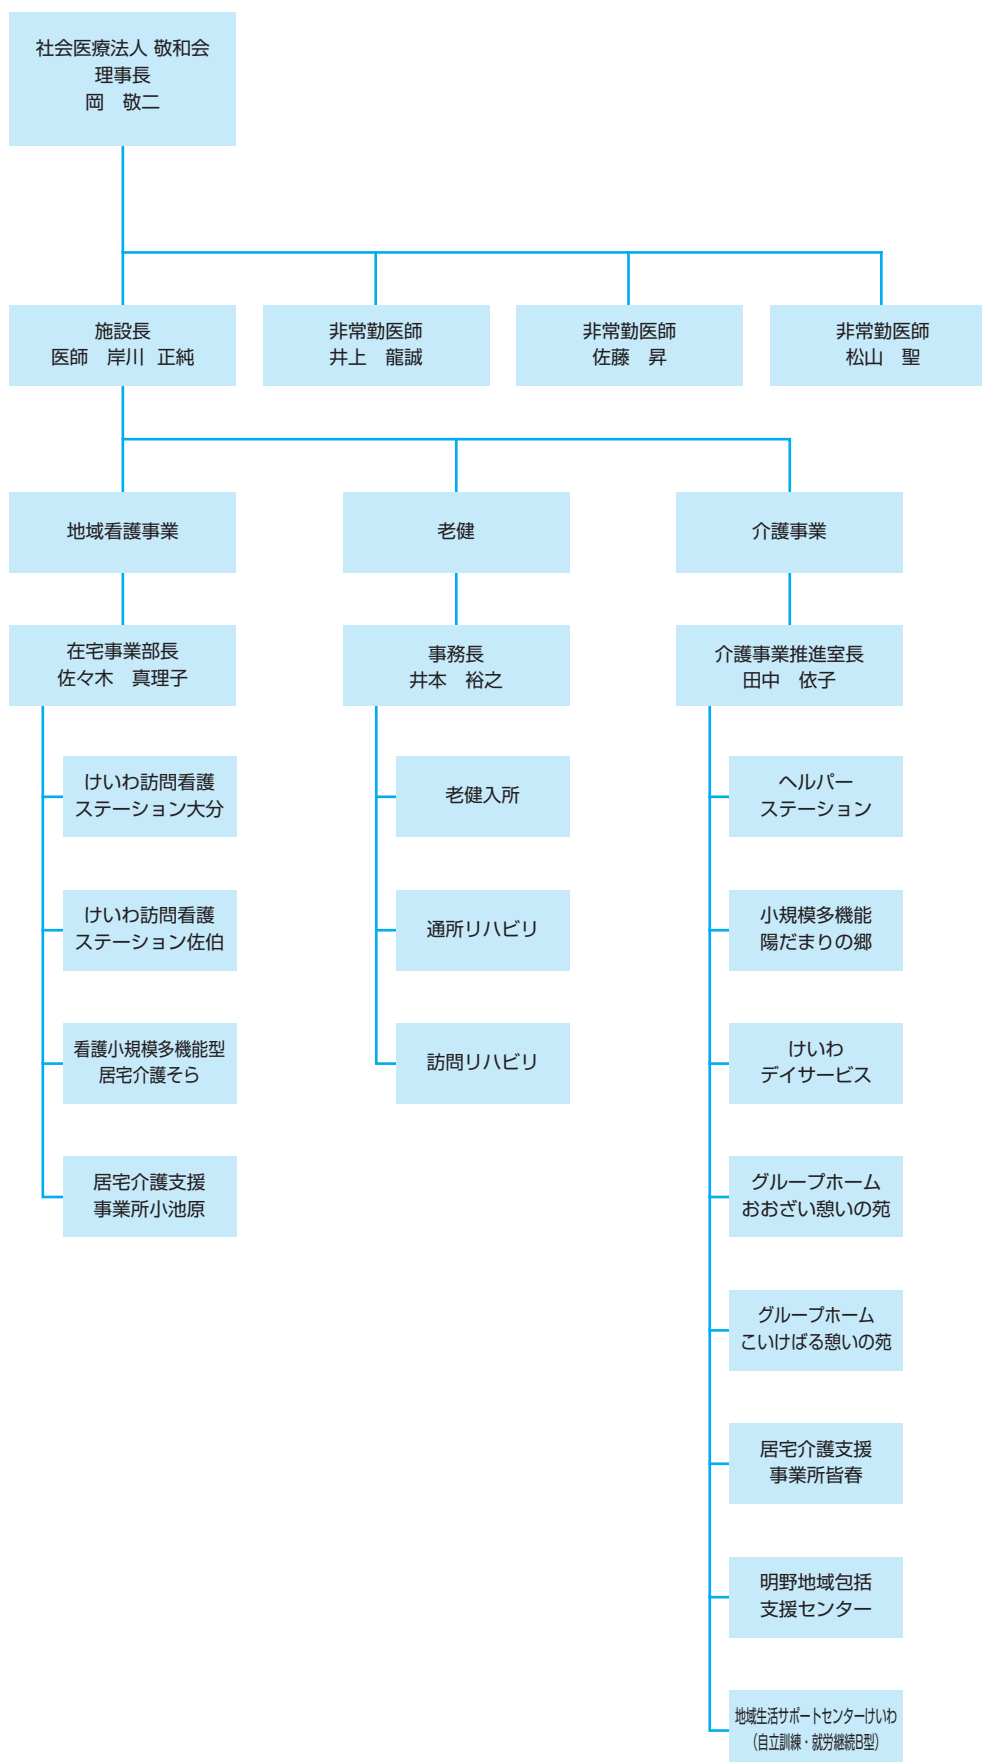 社会医療法人 敬和会
理事長
岡　敬二
施設長
医師　岸川 正純
非常勤医師
井上　龍誠
非常勤医師
佐藤　昇
非常勤医師
松山　聖
地域看護事業
老健
介護事業
在宅事業部長
佐々木　真理子
事務長
井本　裕之
介護事業推進室長
田中　依子
けいわ訪問看護
ステーション大分
けいわ訪問看護
ステーション佐伯
看護小規模多機能型
居宅介護そら
居宅介護支援
事業所小池原
老健入所
通所リハビリ
訪問リハビリ
ヘルパー
ステーション
小規模多機能
陽だまりの郷
けいわ
デイサービス
グループホーム
おおざい憩いの苑
グループホーム
こいけばる憩いの苑
居宅介護支援
事業所皆春
明野地域包括
支援センター
地域生活サポートセンターけいわ
（自立訓練・就労継続B型）